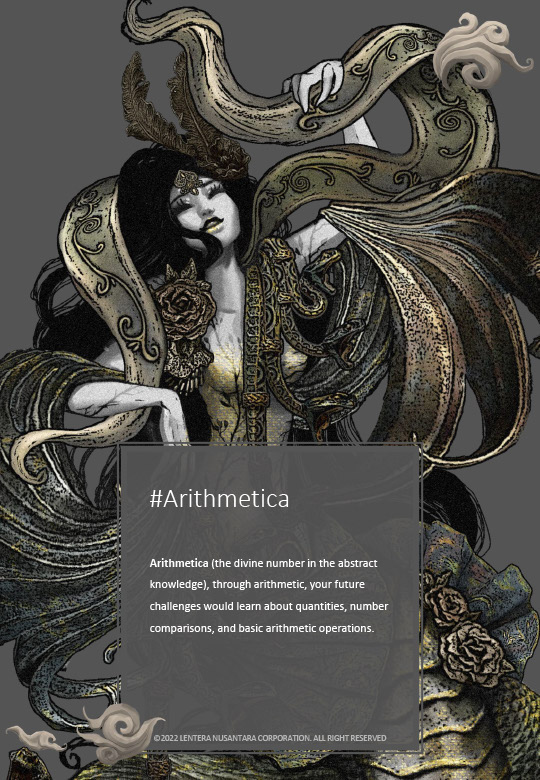 #Arithmetica
Arithmetica (the divine number in the abstract
knowledge), through arithmetic, your future
challenges would learn about quantities, number
comparisons, and basic arithmetic operations.
©2022 LENTERA NUSANTARA CORPORATION. ALL RIGHT RESERVED